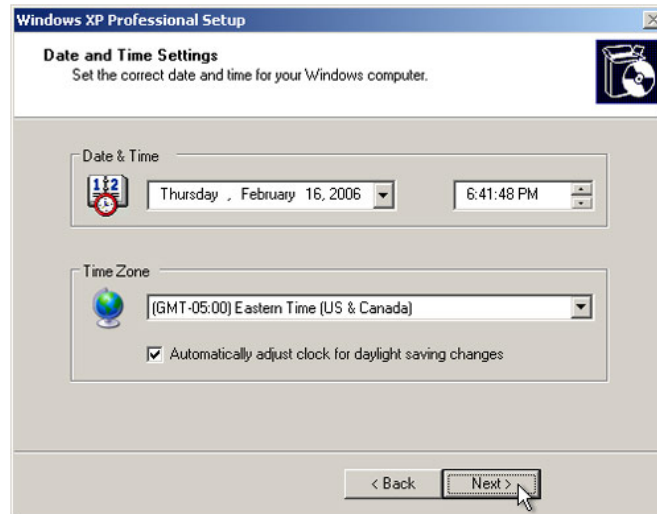 Windows XP Professional Setup
Date and Time Settings
Set the correct date and time for your Windows computer.
Date & Time
Thursday , February 16, 2006
6:41:48 PM
Time Zone
(GMT-05:00) Eastern Time (US & Canada)
Automatically adjust clock for daylight saving changes
< Back
Next >